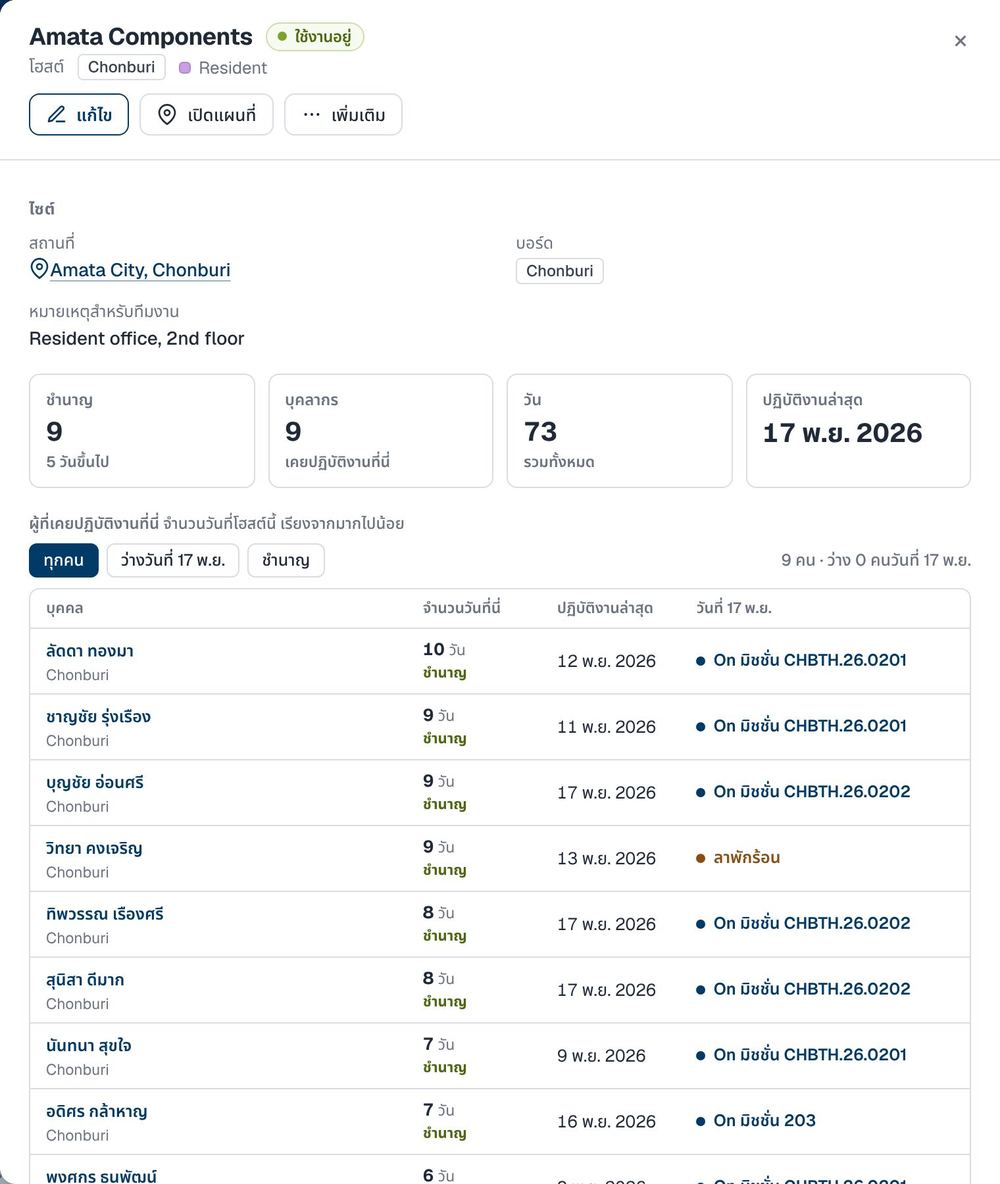 Amata Components ใช้งานอยู่
โฮสต์ Chonburi Resident
แก้ไข เปิดแผนที่ ··· เพิ่มเติม
ไซต์
สถานที่ บอร์ด
Amata City, Chonburi Chonburi
หมายเหตุสำหรับทีมงาน
Resident office, 2nd floor
ชำนาญ บุคลากร วัน ปฏิบัติงานล่าสุด
9 9 73 17 พ.ย. 2026
5 วันขึ้นไป เคยปฏิบัติงานที่นี่ รวมทั้งหมด
ผู้ที่เคยปฏิบัติงานที่นี่ จำนวนวันที่โฮสต์นี้ เรียงจากมากไปน้อย
ทุกคน ว่างวันที่ 17 พ.ย. ชำนาญ 9 คน · ว่าง 0 คนวันที่ 17 พ.ย.
บุคคล จำนวนวันที่นี่ ปฏิบัติงานล่าสุด วันที่ 17 พ.ย.
ลัดดา ทองมา 10 วัน 12 พ.ย. 2026 On มิชชั่น CHBTH.26.0201
Chonburi ชำนาญ
ชาญชัย รุ่งเรือง 9 วัน 11 พ.ย. 2026 On มิชชั่น CHBTH.26.0201
Chonburi ชำนาญ
บุญชัย อ่อนศรี 9 วัน 17 พ.ย. 2026 On มิชชั่น CHBTH.26.0202
Chonburi ชำนาญ
วิทยา คงเจริญ 9 วัน 13 พ.ย. 2026 ลาพักร้อน
Chonburi ชำนาญ
ทิพวรรณ เรืองศรี 8 วัน 17 พ.ย. 2026 On มิชชั่น CHBTH.26.0202
Chonburi ชำนาญ
สุนิสา ดีมาก 8 วัน 17 พ.ย. 2026 On มิชชั่น CHBTH.26.0202
Chonburi ชำนาญ
นันทนา สุขใจ 7 วัน 9 พ.ย. 2026 On มิชชั่น CHBTH.26.0201
Chonburi ชำนาญ
อดิศร กล้าหาญ 7 วัน 16 พ.ย. 2026 On มิชชั่น 203
Chonburi ชำนาญ
พงศกร ธนพัฒน์ 6 วัน